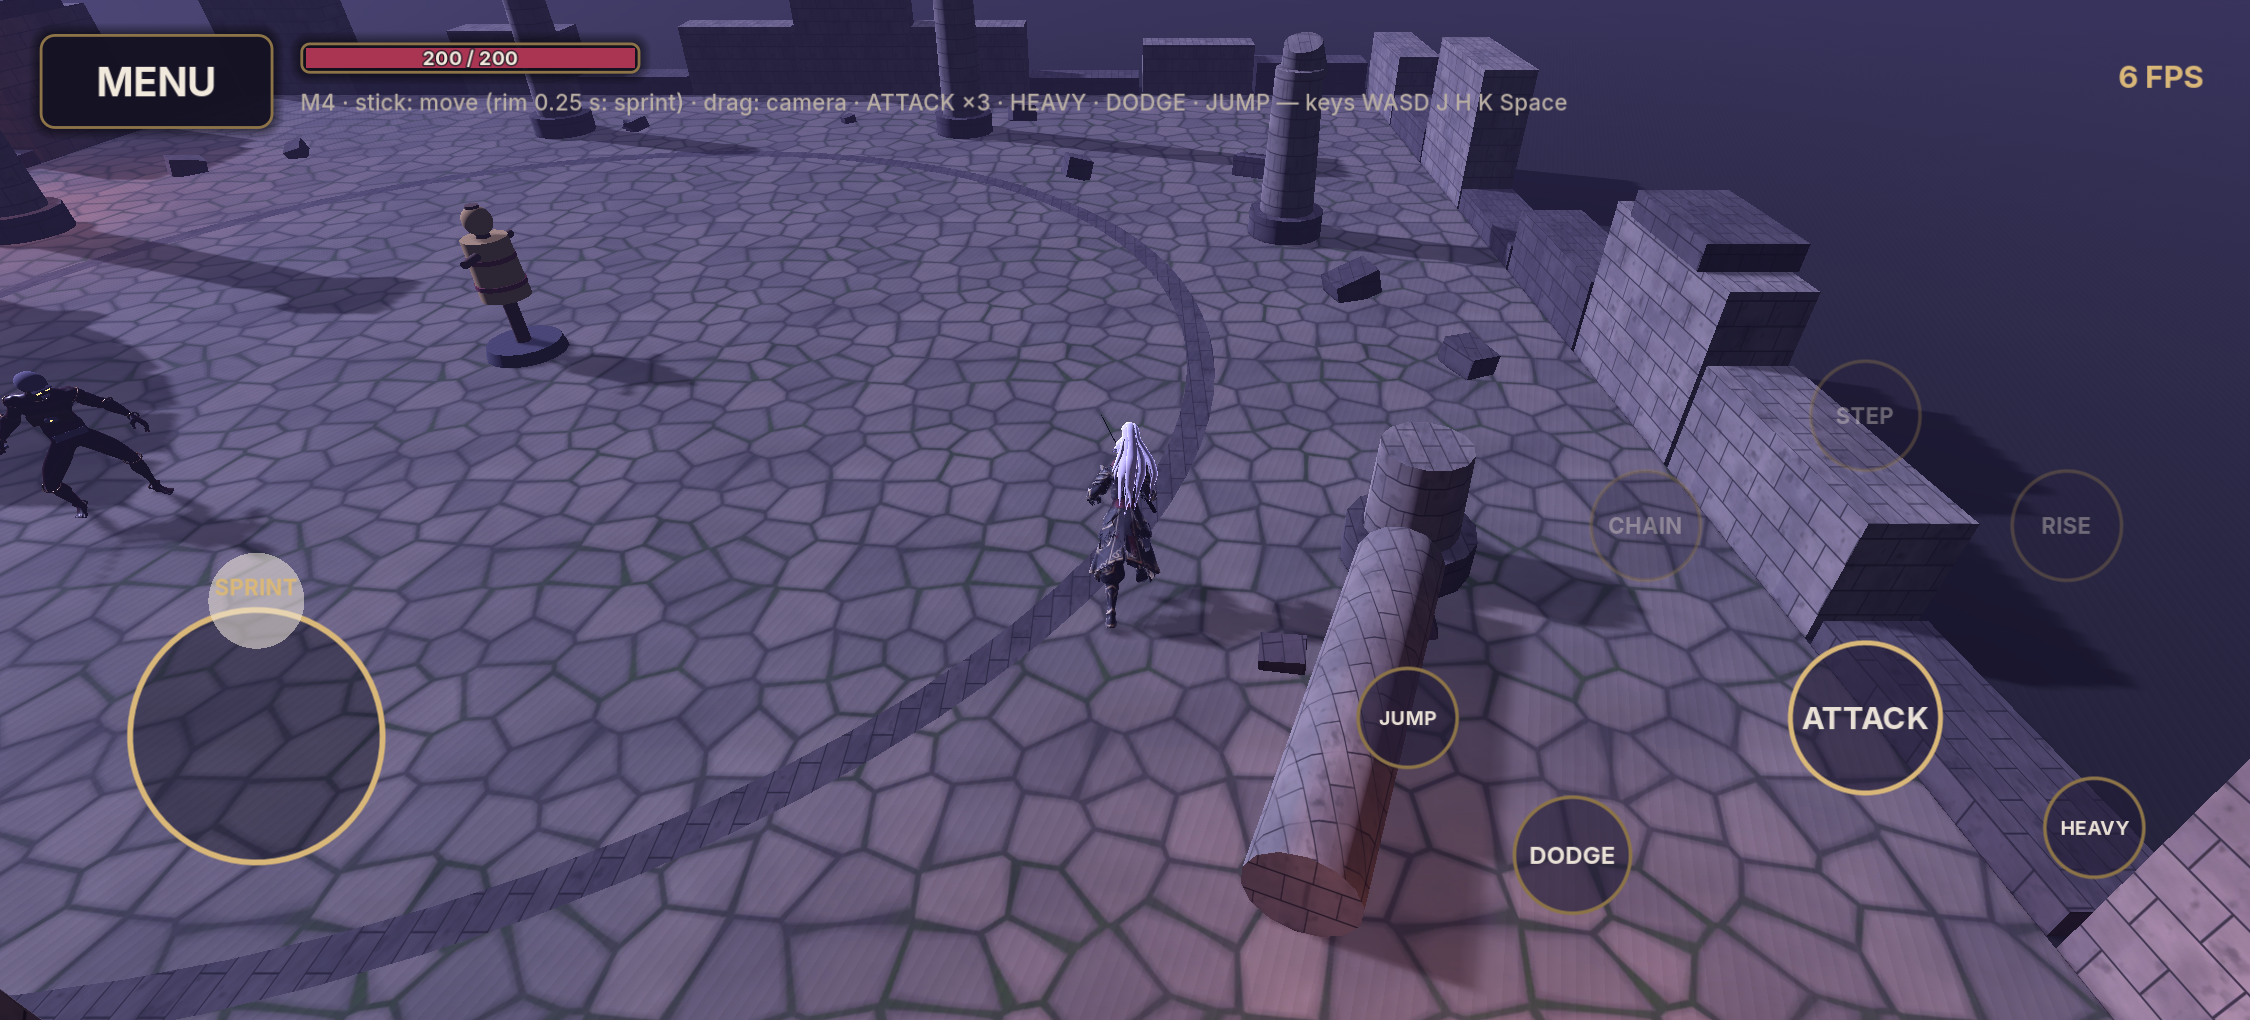 MENU
200 / 200
6 FPS
M4 · stick: move (rim 0.25 s: sprint) · drag: camera · ATTACK ×3 · HEAVY · DODGE · JUMP — keys WASD J H K Space
STEP
CHAIN
RISE
SPRINT
JUMP
ATTACK
HEAVY
DODGE